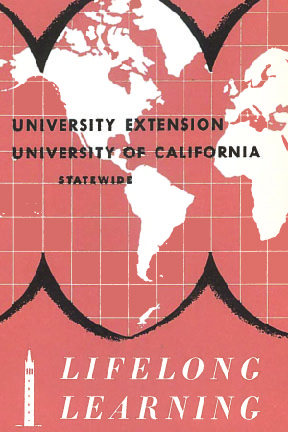 UNIVERSITY EXTENSION
UNIVERSITY OF CALIFORNIA
STATEWIDE
LIFELONG
LEARNING